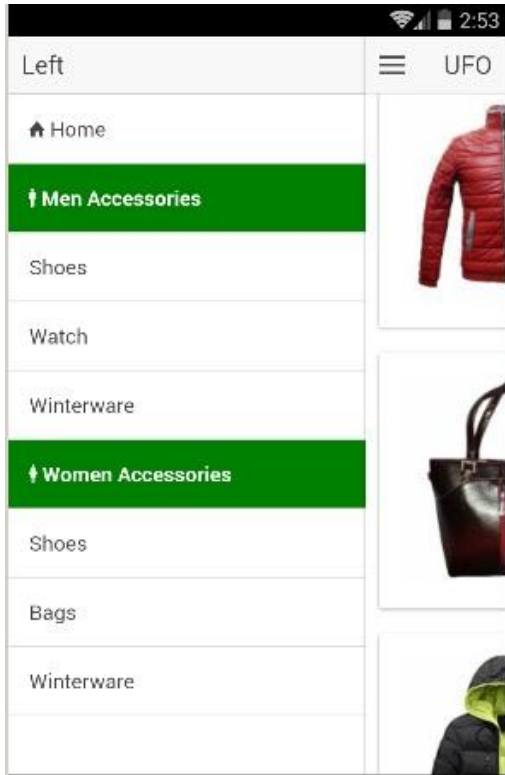 2:53
Left
UFO
Home
Men Accessories
Shoes
Watch
Winterware
Women Accessories
Shoes
Bags
Winterware